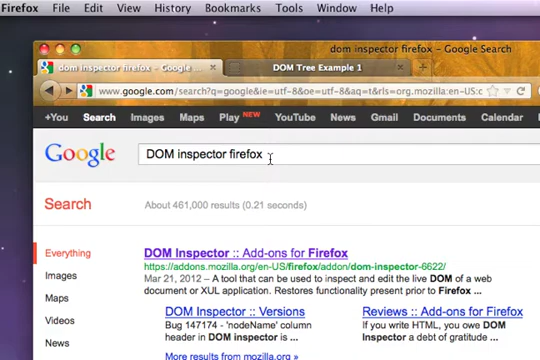 Firefox File Edit View History Bookmarks Tools Window Help
dom inspector firefox - Google Search
dom inspector firefox - Google ...
DOM Tree Example 1
www.google.com/search?q=google&ie=utf-8&oe=utf-8&aq=t&rls=org.mozilla:en-US:c
+You Search Images Maps Play NEW YouTube News Gmail Documents Calendar
Google
DOM inspector firefox
Search
About 461,000 results (0.21 seconds)
Everything
Images
Maps
Videos
News
DOM Inspector :: Add-ons for Firefox
https://addons.mozilla.org/en-US/firefox/addon/dom-inspector-6622/
Mar 21, 2012 – A tool that can be used to inspect and edit the live DOM of a web
document or XUL application. Restores functionality present prior to Firefox ...
DOM Inspector :: Versions
Bug 147174 - 'nodeName' column
header in DOM inspector is ...
Reviews :: Add-ons for Firefox
If you write HTML, you owe DOM
Inspector a debt of gratitude ...
More results from mozilla.org »